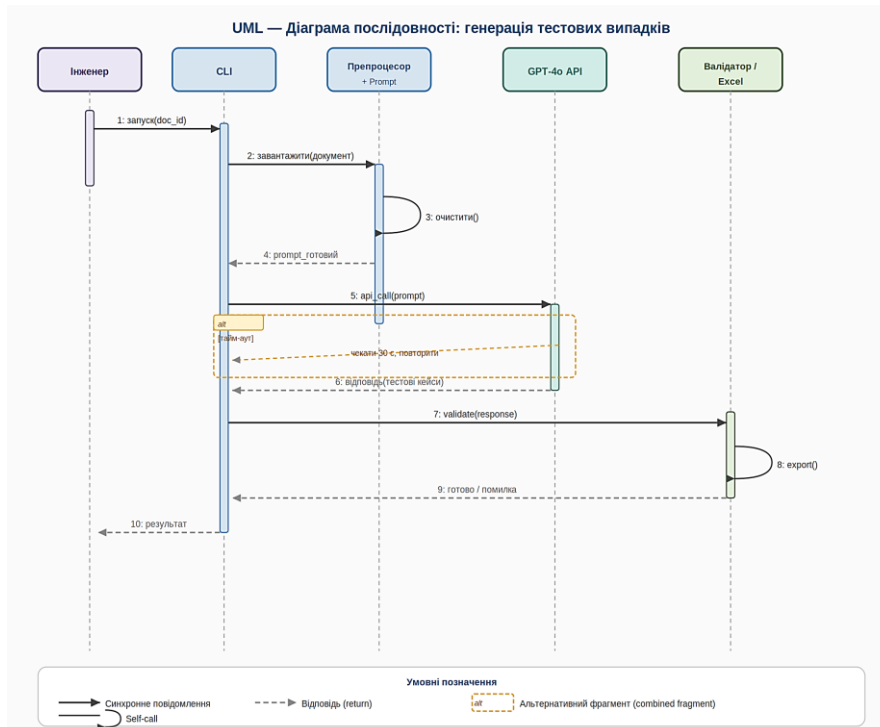 UML — Діаграма послідовності: генерація тестових випадків
Інженер
CLI
Препроцесор
+ Prompt
GPT-4o API
Валідатор /
Excel
1: запуск(doc_id)
2: завантажити(документ)
3: очистити()
4: prompt_готовий
5: api_call(prompt)
alt
[тайм-аут]
чекати 30 с, повторити
6: відповідь(тестові кейси)
7: validate(response)
8: export()
9: готово / помилка
10: результат
Умовні позначення
Синхронне повідомлення
Відповідь (return)
alt
Альтернативний фрагмент (combined fragment)
Self-call